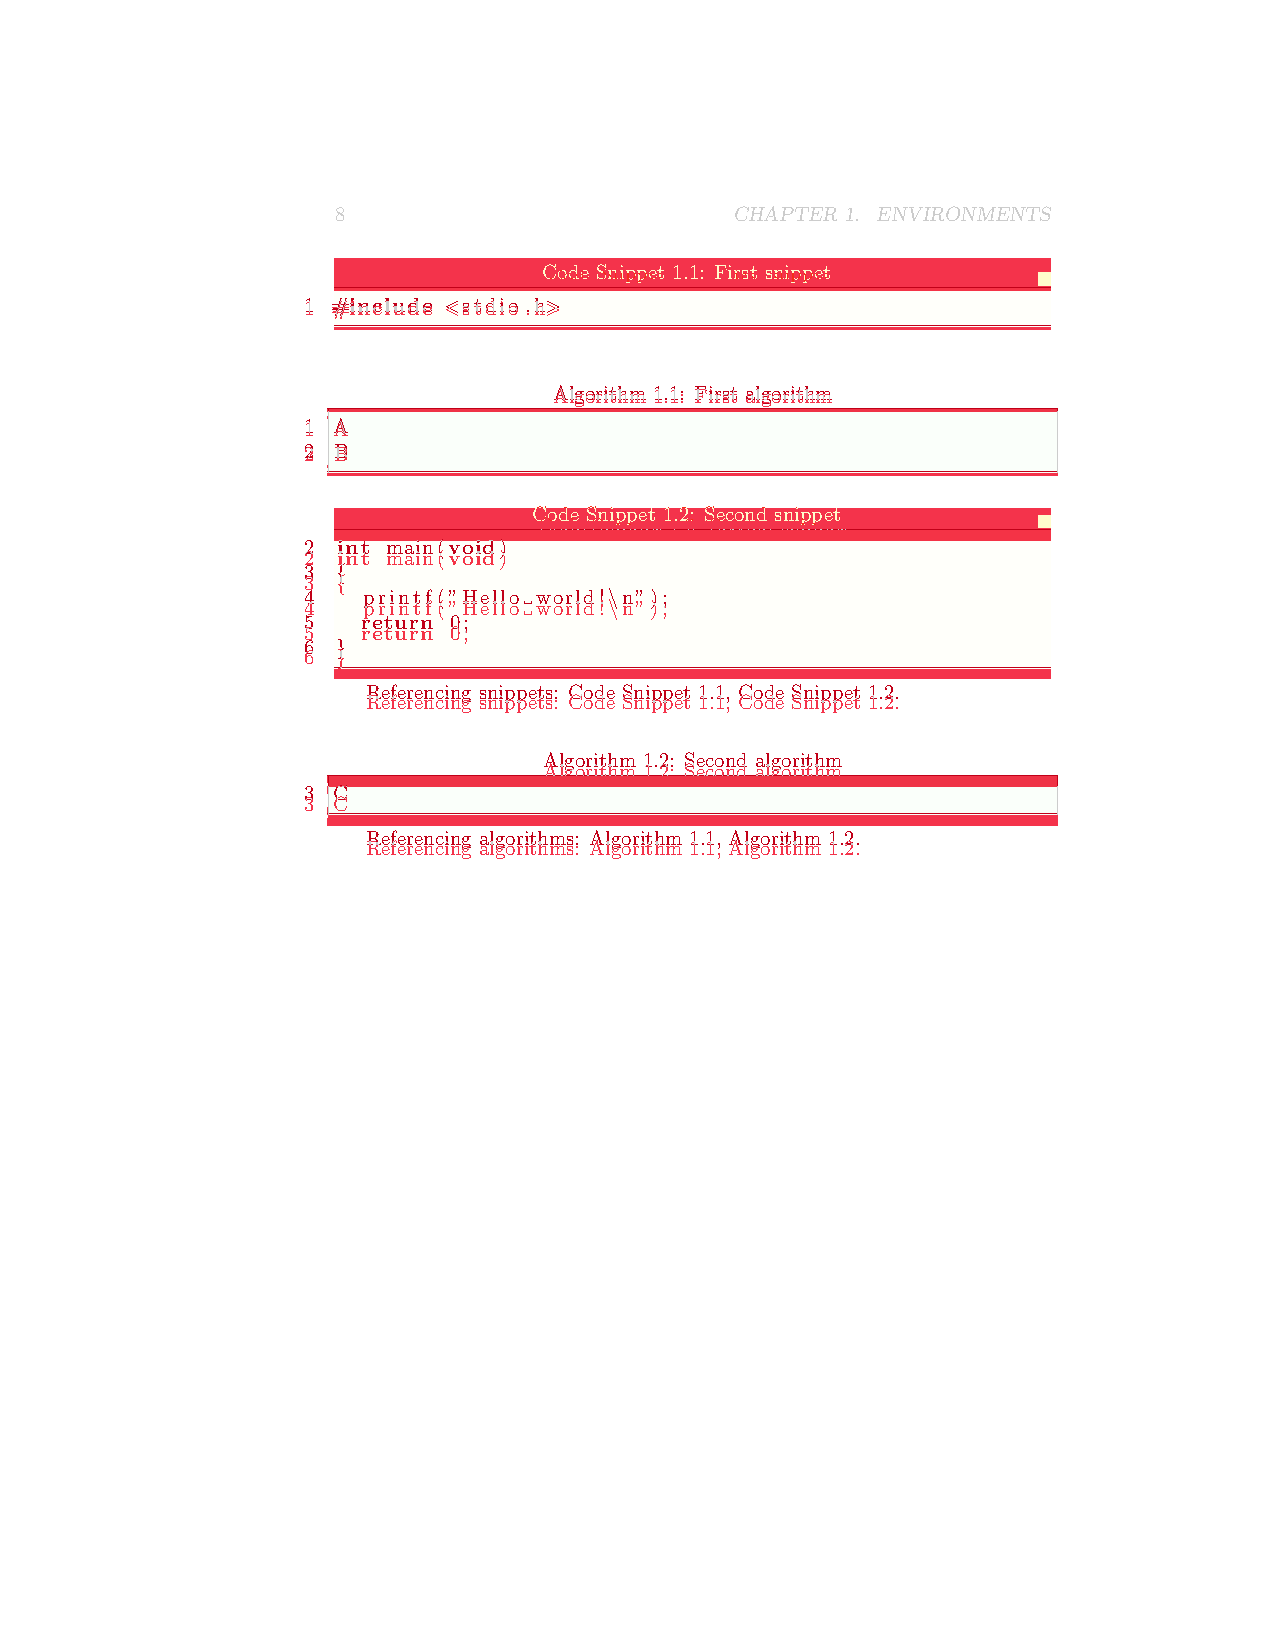 8 CHAPTER 1. ENVIRONMENTS
Code Snippet 1.1: First snippet
1 #include <stdio.h>
Algorithm 1.1: First algorithm
1 A
2 B
Code Snippet 1.2: Second snippet
2 int main(void)
3 {
4 printf("Hello␣world!\n");
5 return 0;
6 }
Referencing snippets: Code Snippet 1.1, Code Snippet 1.2.
Algorithm 1.2: Second algorithm
3 C
Referencing algorithms: Algorithm 1.1, Algorithm 1.2.